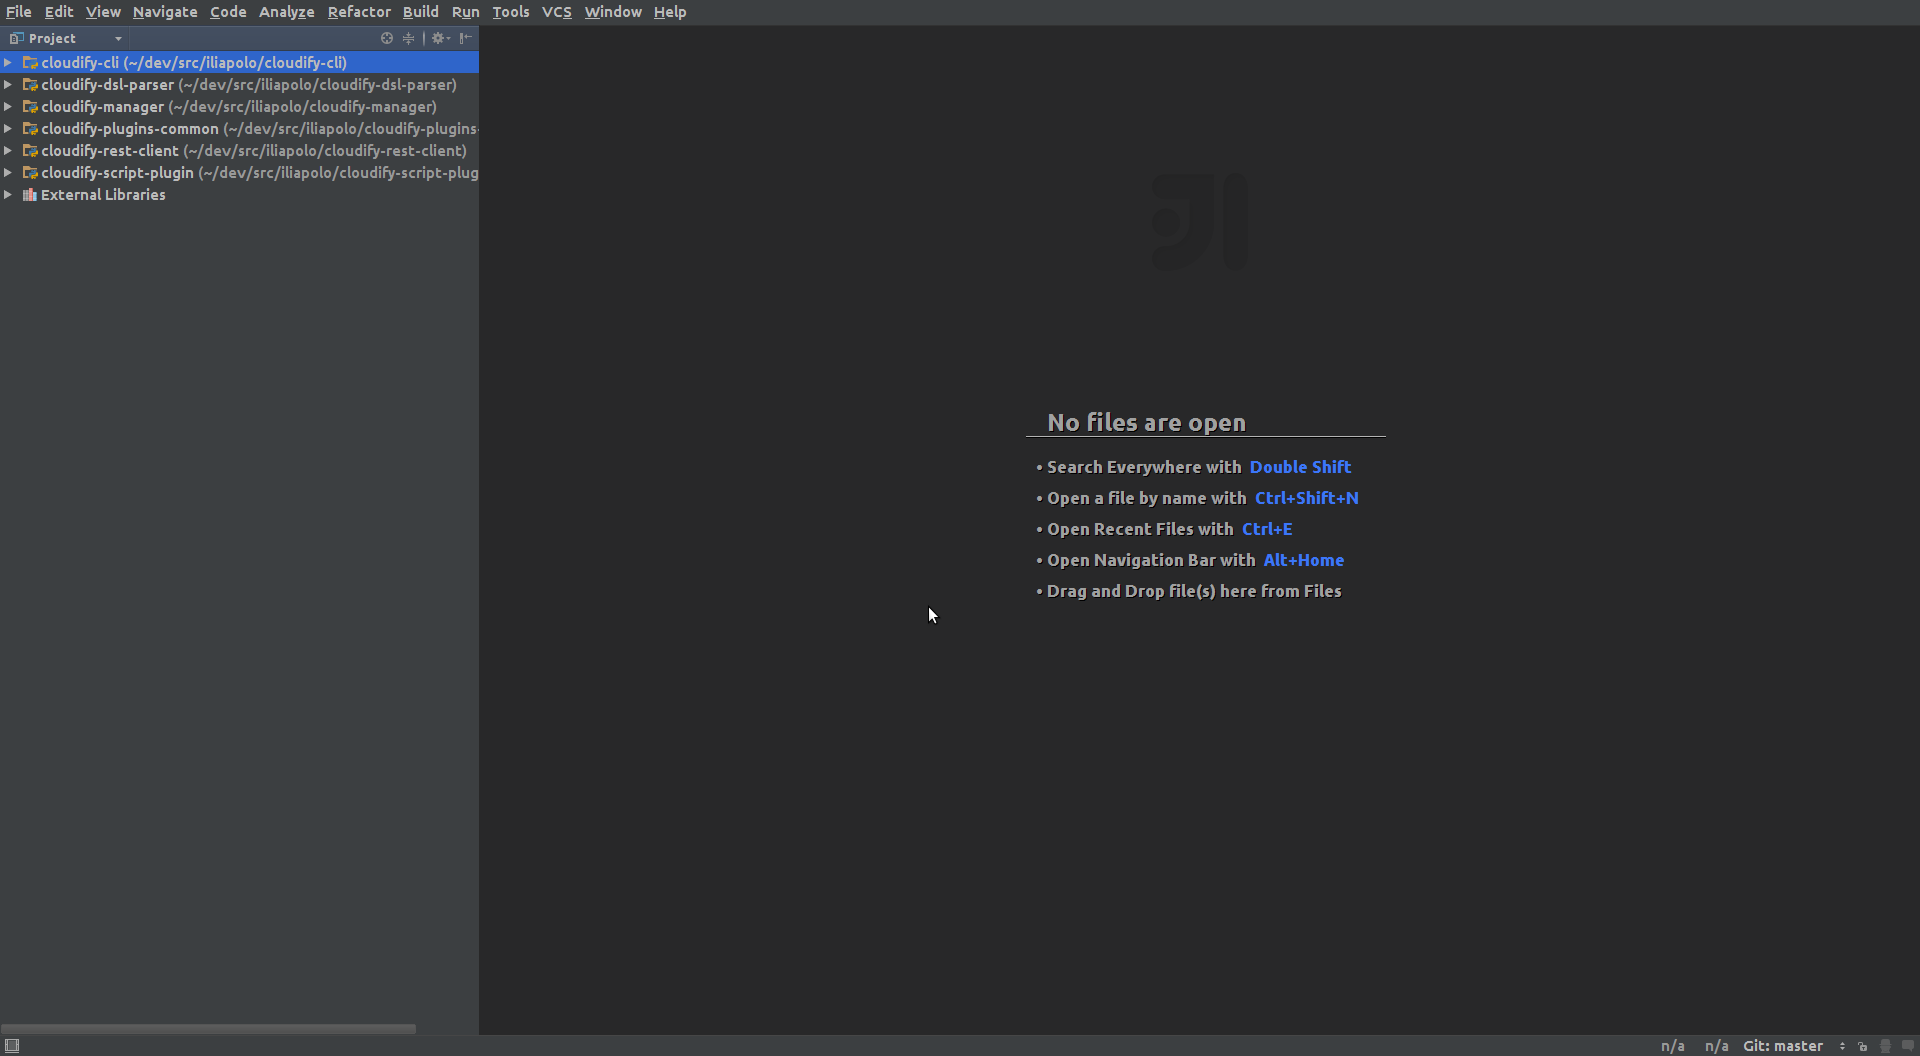 File Edit View Navigate Code Analyze Refactor Build Run Tools VCS Window Help
Project
cloudify-cli (~/dev/src/iliapolo/cloudify-cli)
cloudify-dsl-parser (~/dev/src/iliapolo/cloudify-dsl-parser)
cloudify-manager (~/dev/src/iliapolo/cloudify-manager)
cloudify-plugins-common (~/dev/src/iliapolo/cloudify-plugins-
cloudify-rest-client (~/dev/src/iliapolo/cloudify-rest-client)
cloudify-script-plugin (~/dev/src/iliapolo/cloudify-script-plug
External Libraries
No files are open
• Search Everywhere with Double Shift
• Open a file by name with Ctrl+Shift+N
• Open Recent Files with Ctrl+E
• Open Navigation Bar with Alt+Home
• Drag and Drop file(s) here from Files
n/a n/a Git: master